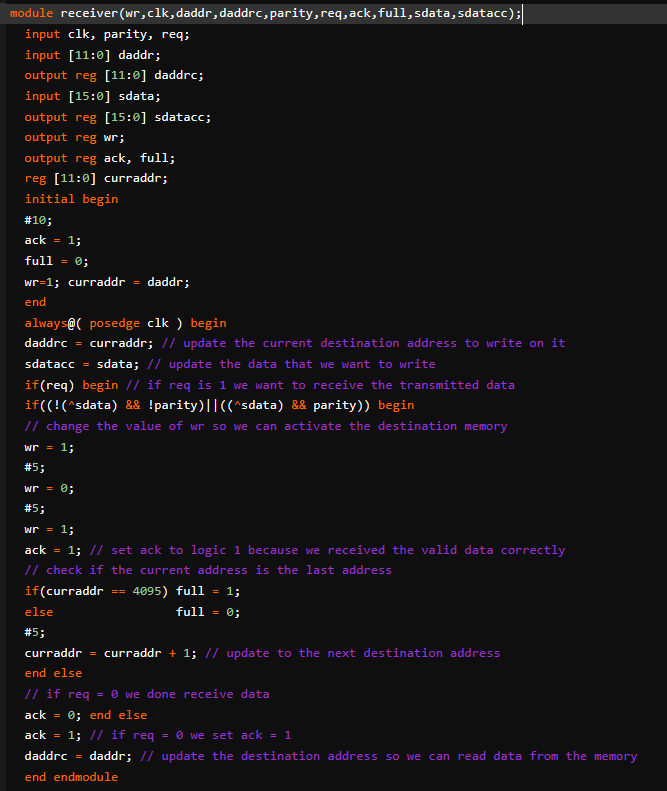 module receiver(wr,clk,daddr,daddrc,parity,req,ack,full,sdata,sdatacc);
input clk, parity, req;
input [11:0] daddr;
output reg [11:0] daddrc;
input [15:0] sdata;
output reg [15:0] sdatacc;
output reg wr;
output reg ack, full;
reg [11:0] curraddr;
initial begin
#10;
ack = 1;
full = 0;
wr=1; curraddr = daddr;
end
always@( posedge clk ) begin
daddrc = curraddr; // update the current destination address to write on it
sdatacc = sdata; // update the data that we want to write
if(req) begin // if req is 1 we want to receive the transmitted data
if((!(^sdata) && !parity)||((^sdata) && parity)) begin
// change the value of wr so we can activate the destination memory
wr = 1;
#5;
wr = 0;
#5;
wr = 1;
ack = 1; // set ack to logic 1 because we received the valid data correctly
// check if the current address is the last address
if(curraddr == 4095) full = 1;
else full = 0;
#5;
curraddr = curraddr + 1; // update to the next destination address
end else
// if req = 0 we done receive data
ack = 0; end else
ack = 1; // if req = 0 we set ack = 1
daddrc = daddr; // update the destination address so we can read data from the memory
end endmodule